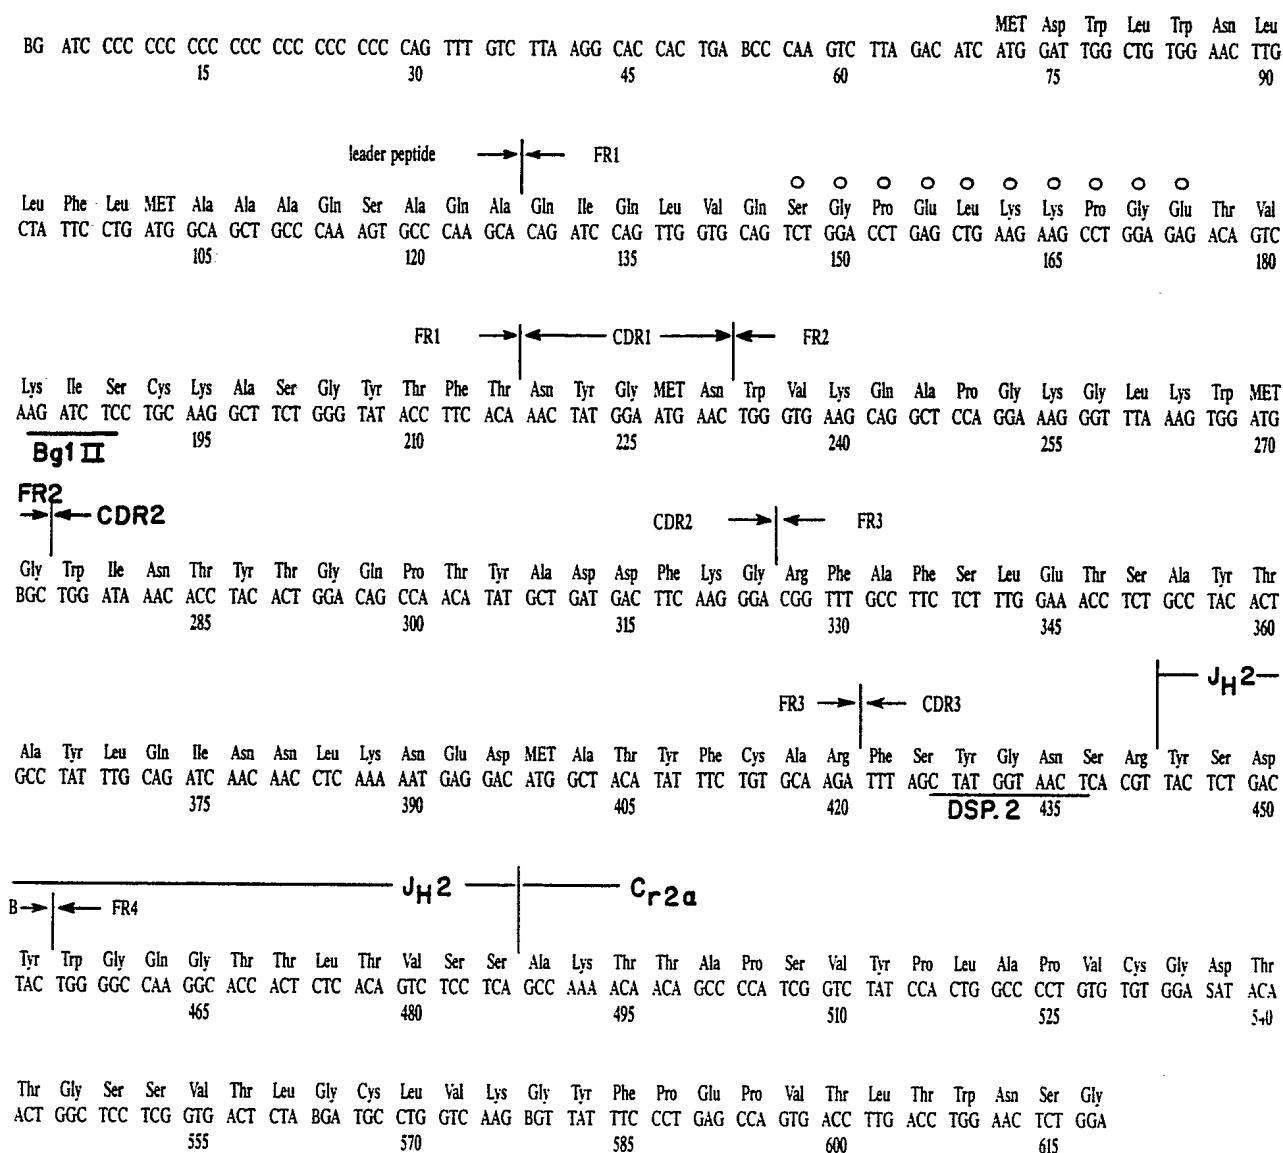 MET Asp Trp Leu Trp Asn Leu
BG ATC CCC CCC CCC CCC CCC CCC CCC CAG TTT GTC TTA AGG CAC CAC TGA BCC CAA GTC TTA GAC ATC ATG GAT TGG CTG TGG AAC TTG
15 30 45 60 75 90
leader peptide FR1
o o o o o o o o o o
Leu Phe Leu MET Ala Ala Ala Gln Ser Ala Gln Ala Gln Ile Gln Leu Val Gln Ser Gly Pro Glu Leu Lys Lys Pro Gly Glu Thr Val
CTA TTC CTG ATG GCA GCT GCC CAA AGT GCC CAA GCA CAG ATC CAG TTG GTG CAG TCT GGA CCT GAG CTG AAG AAG CCT GGA GAG ACA GTC
105 120 135 150 165 180
FR1 CDR1 FR2
Lys Ile Ser Cys Lys Ala Ser Gly Tyr Thr Phe Thr Asn Tyr Gly MET Asn Trp Val Lys Gln Ala Pro Gly Lys Gly Leu Lys Trp MET
AAG ATC TCC TGC AAG GCT TCT GGG TAT ACC TTC ACA AAC TAT GGA ATG AAC TGG GTG AAG CAG GCT CCA GGA AAG GGT TTA AAG TGG ATG
195 210 225 240 255 270
Bg1 II
FR2 CDR2 CDR2 FR3
Gly Trp Ile Asn Thr Tyr Thr Gly Gln Pro Thr Tyr Ala Asp Asp Phe Lys Gly Arg Phe Ala Phe Ser Leu Glu Thr Ser Ala Tyr Thr
BGC TGG ATA AAC ACC TAC ACT GGA CAG CCA ACA TAT GCT GAT GAC TTC AAG GGA CGG TTT GCC TTC TCT TTG GAA ACC TCT GCC TAC ACT
285 300 315 330 345 360
JH2
FR3 CDR3
Ala Tyr Leu Gln Ile Asn Asn Leu Lys Asn Glu Asp MET Ala Thr Tyr Phe Cys Ala Arg Phe Ser Tyr Gly Asn Ser Arg Tyr Ser Asp
GCC TAT TTG CAG ATC AAC AAC CTC AAA AAT GAG GAC ATG GCT ACA TAT TTC TGT GCA AGA TTT AGC TAT GGT AAC TCA CGT TAC TCT GAC
375 390 405 420 DSP.2 435 450
JH2 Cr2a
B FR4
Tyr Trp Gly Gln Gly Thr Thr Leu Thr Val Ser Ser Ala Lys Thr Thr Ala Pro Ser Val Tyr Pro Leu Ala Pro Val Cys Gly Asp Thr
TAC TGG GGC CAA GGC ACC ACT CTC ACA GTC TCC TCA GCC AAA ACA ACA GCC CCA TCG GTC TAT CCA CTG GCC CCT GTG TGT GGA SAT ACA
465 480 495 510 525 540
Thr Gly Ser Ser Val Thr Leu Gly Cys Leu Val Lys Gly Tyr Phe Pro Glu Pro Val Thr Leu Thr Trp Asn Ser Gly
ACT GGC TCC TCG GTG ACT CTA BGA TGC CTG GTC AAG BGT TAT TTC CCT GAG CCA GTG ACC TTG ACC TGG AAC TCT GGA
555 570 585 600 615